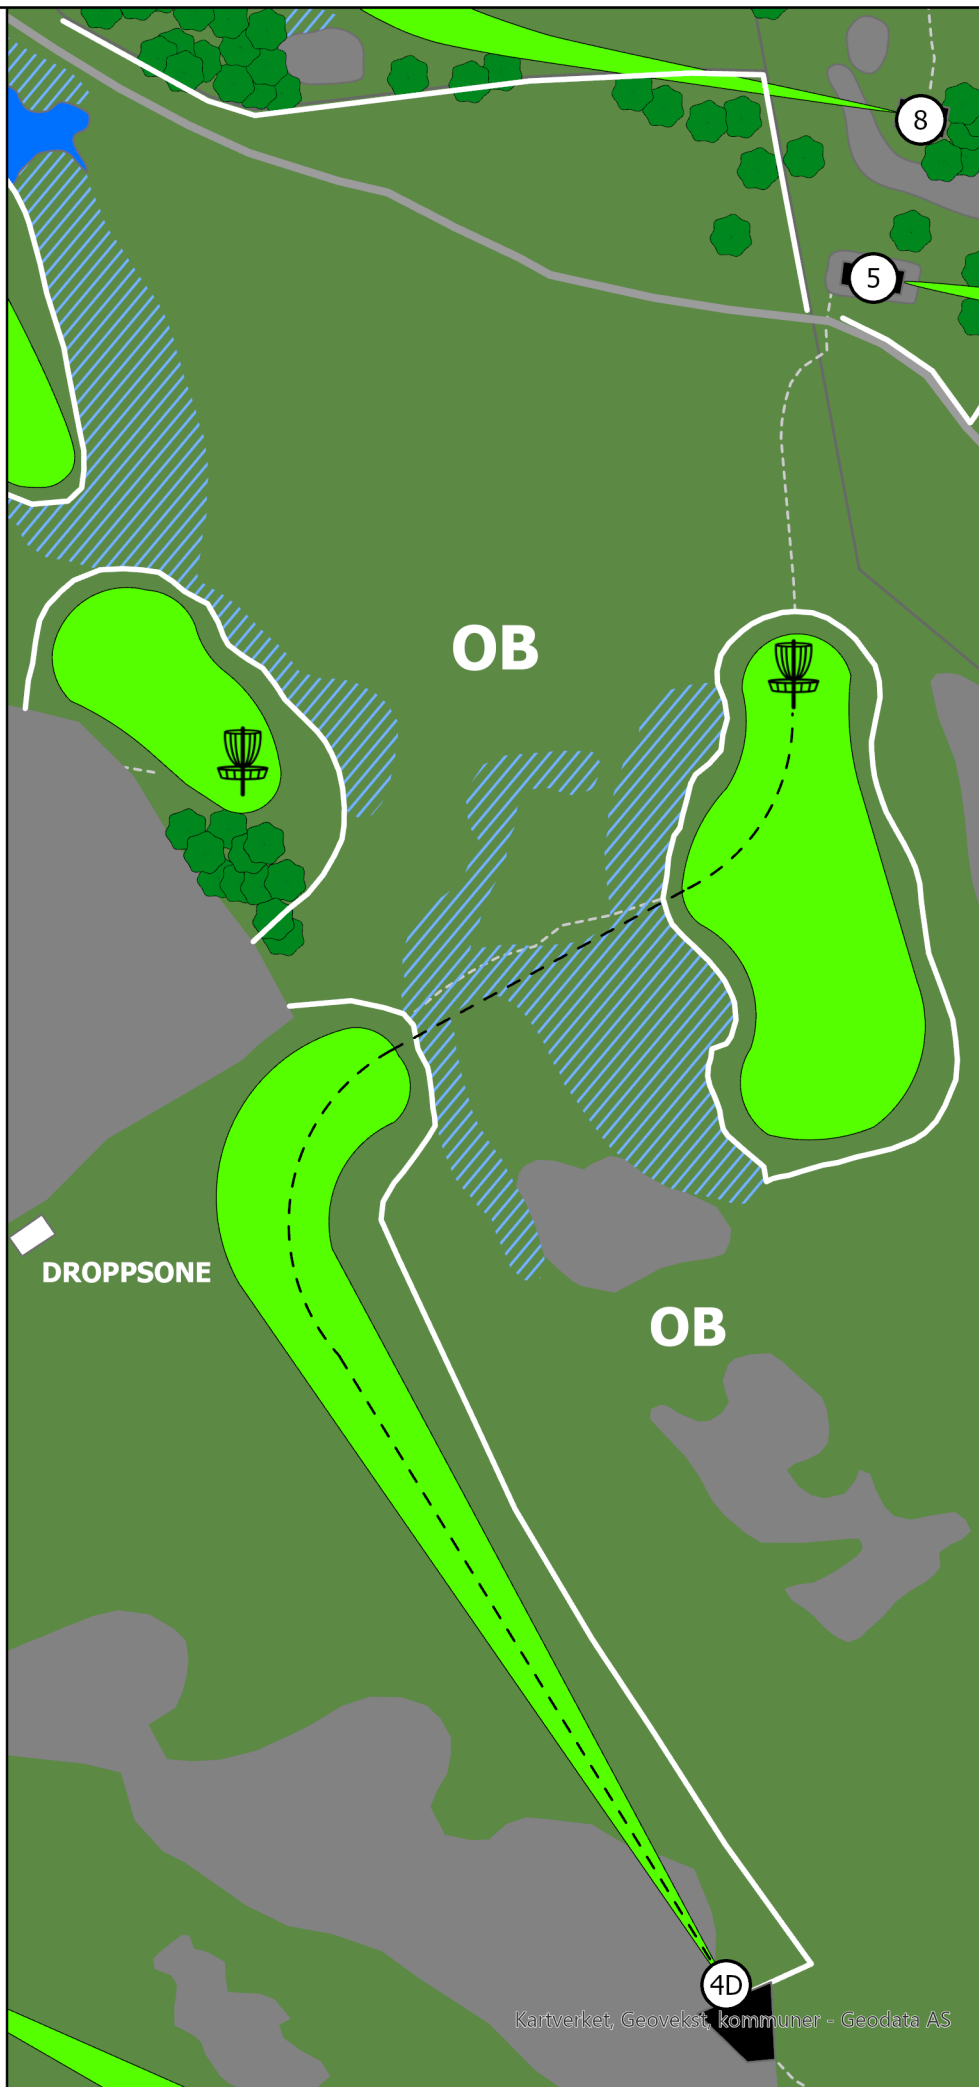 8
5
OB
DROPPSONE
OB
4D
Kartverket, Geovekst, kommuner - Geodata AS